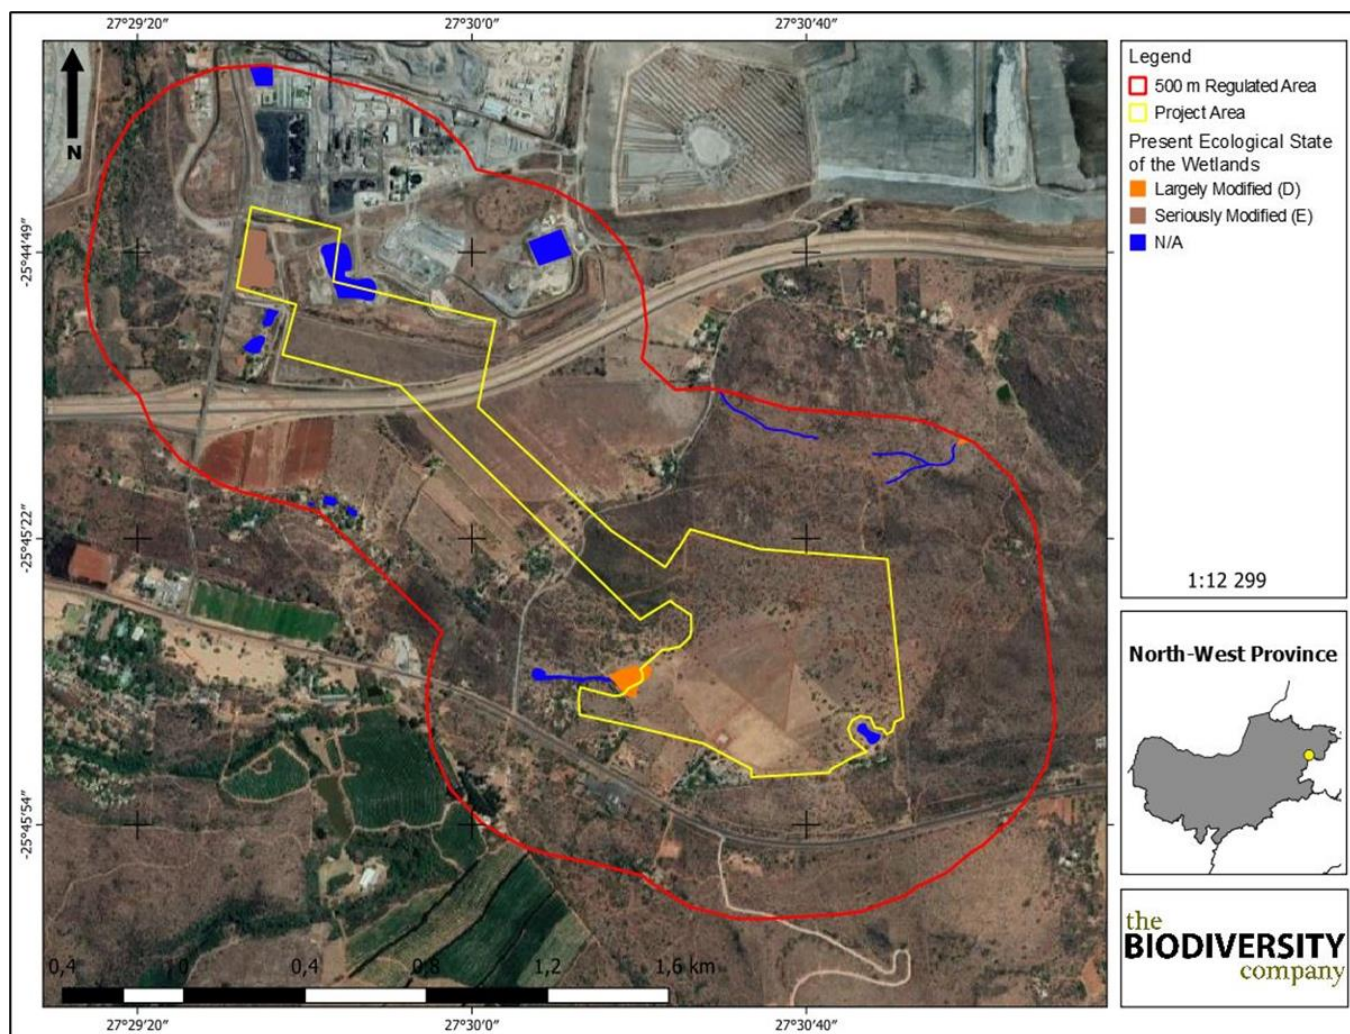 27°29'20″ 27°30'0″ 27°30'40″
N
-25°44'49″
-25°45'22″
-25°45'54″
0,4 0 0,4 0,8 1,2 1,6 km
27°29'20″ 27°30'0″ 27°30'40″
Legend
500 m Regulated Area
Project Area
Present Ecological State
of the Wetlands
Largely Modified (D)
Seriously Modified (E)
N/A
1:12 299
North-West Province
the
BIODIVERSITY
company